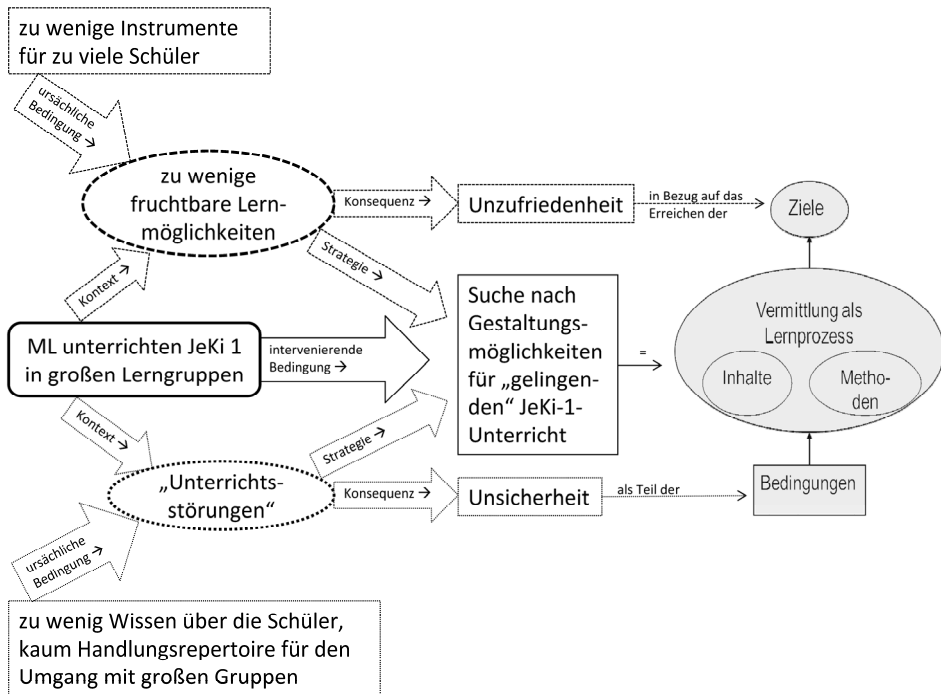 zu wenige Instrumente
für zu viele Schüler
ursächliche
Bedingung →
zu wenige
fruchtbare Lern-
möglichkeiten
Konsequenz →
Unzufriedenheit
in Bezug auf das
Erreichen der
Ziele
Kontext →
Strategie →
ML unterrichten JeKi 1
in großen Lerngruppen
intervenierende
Bedingung →
Suche nach
Gestaltungs-
möglichkeiten
für „gelingen-
den“ JeKi-1-
Unterricht
=
Vermittlung als
Lernprozess
Inhalte
Metho-
den
Kontext →
Strategie →
„Unterrichts-
störungen“
Konsequenz →
Unsicherheit
als Teil der
Bedingungen
ursächliche
Bedingung →
zu wenig Wissen über die Schüler,
kaum Handlungsrepertoire für den
Umgang mit großen Gruppen